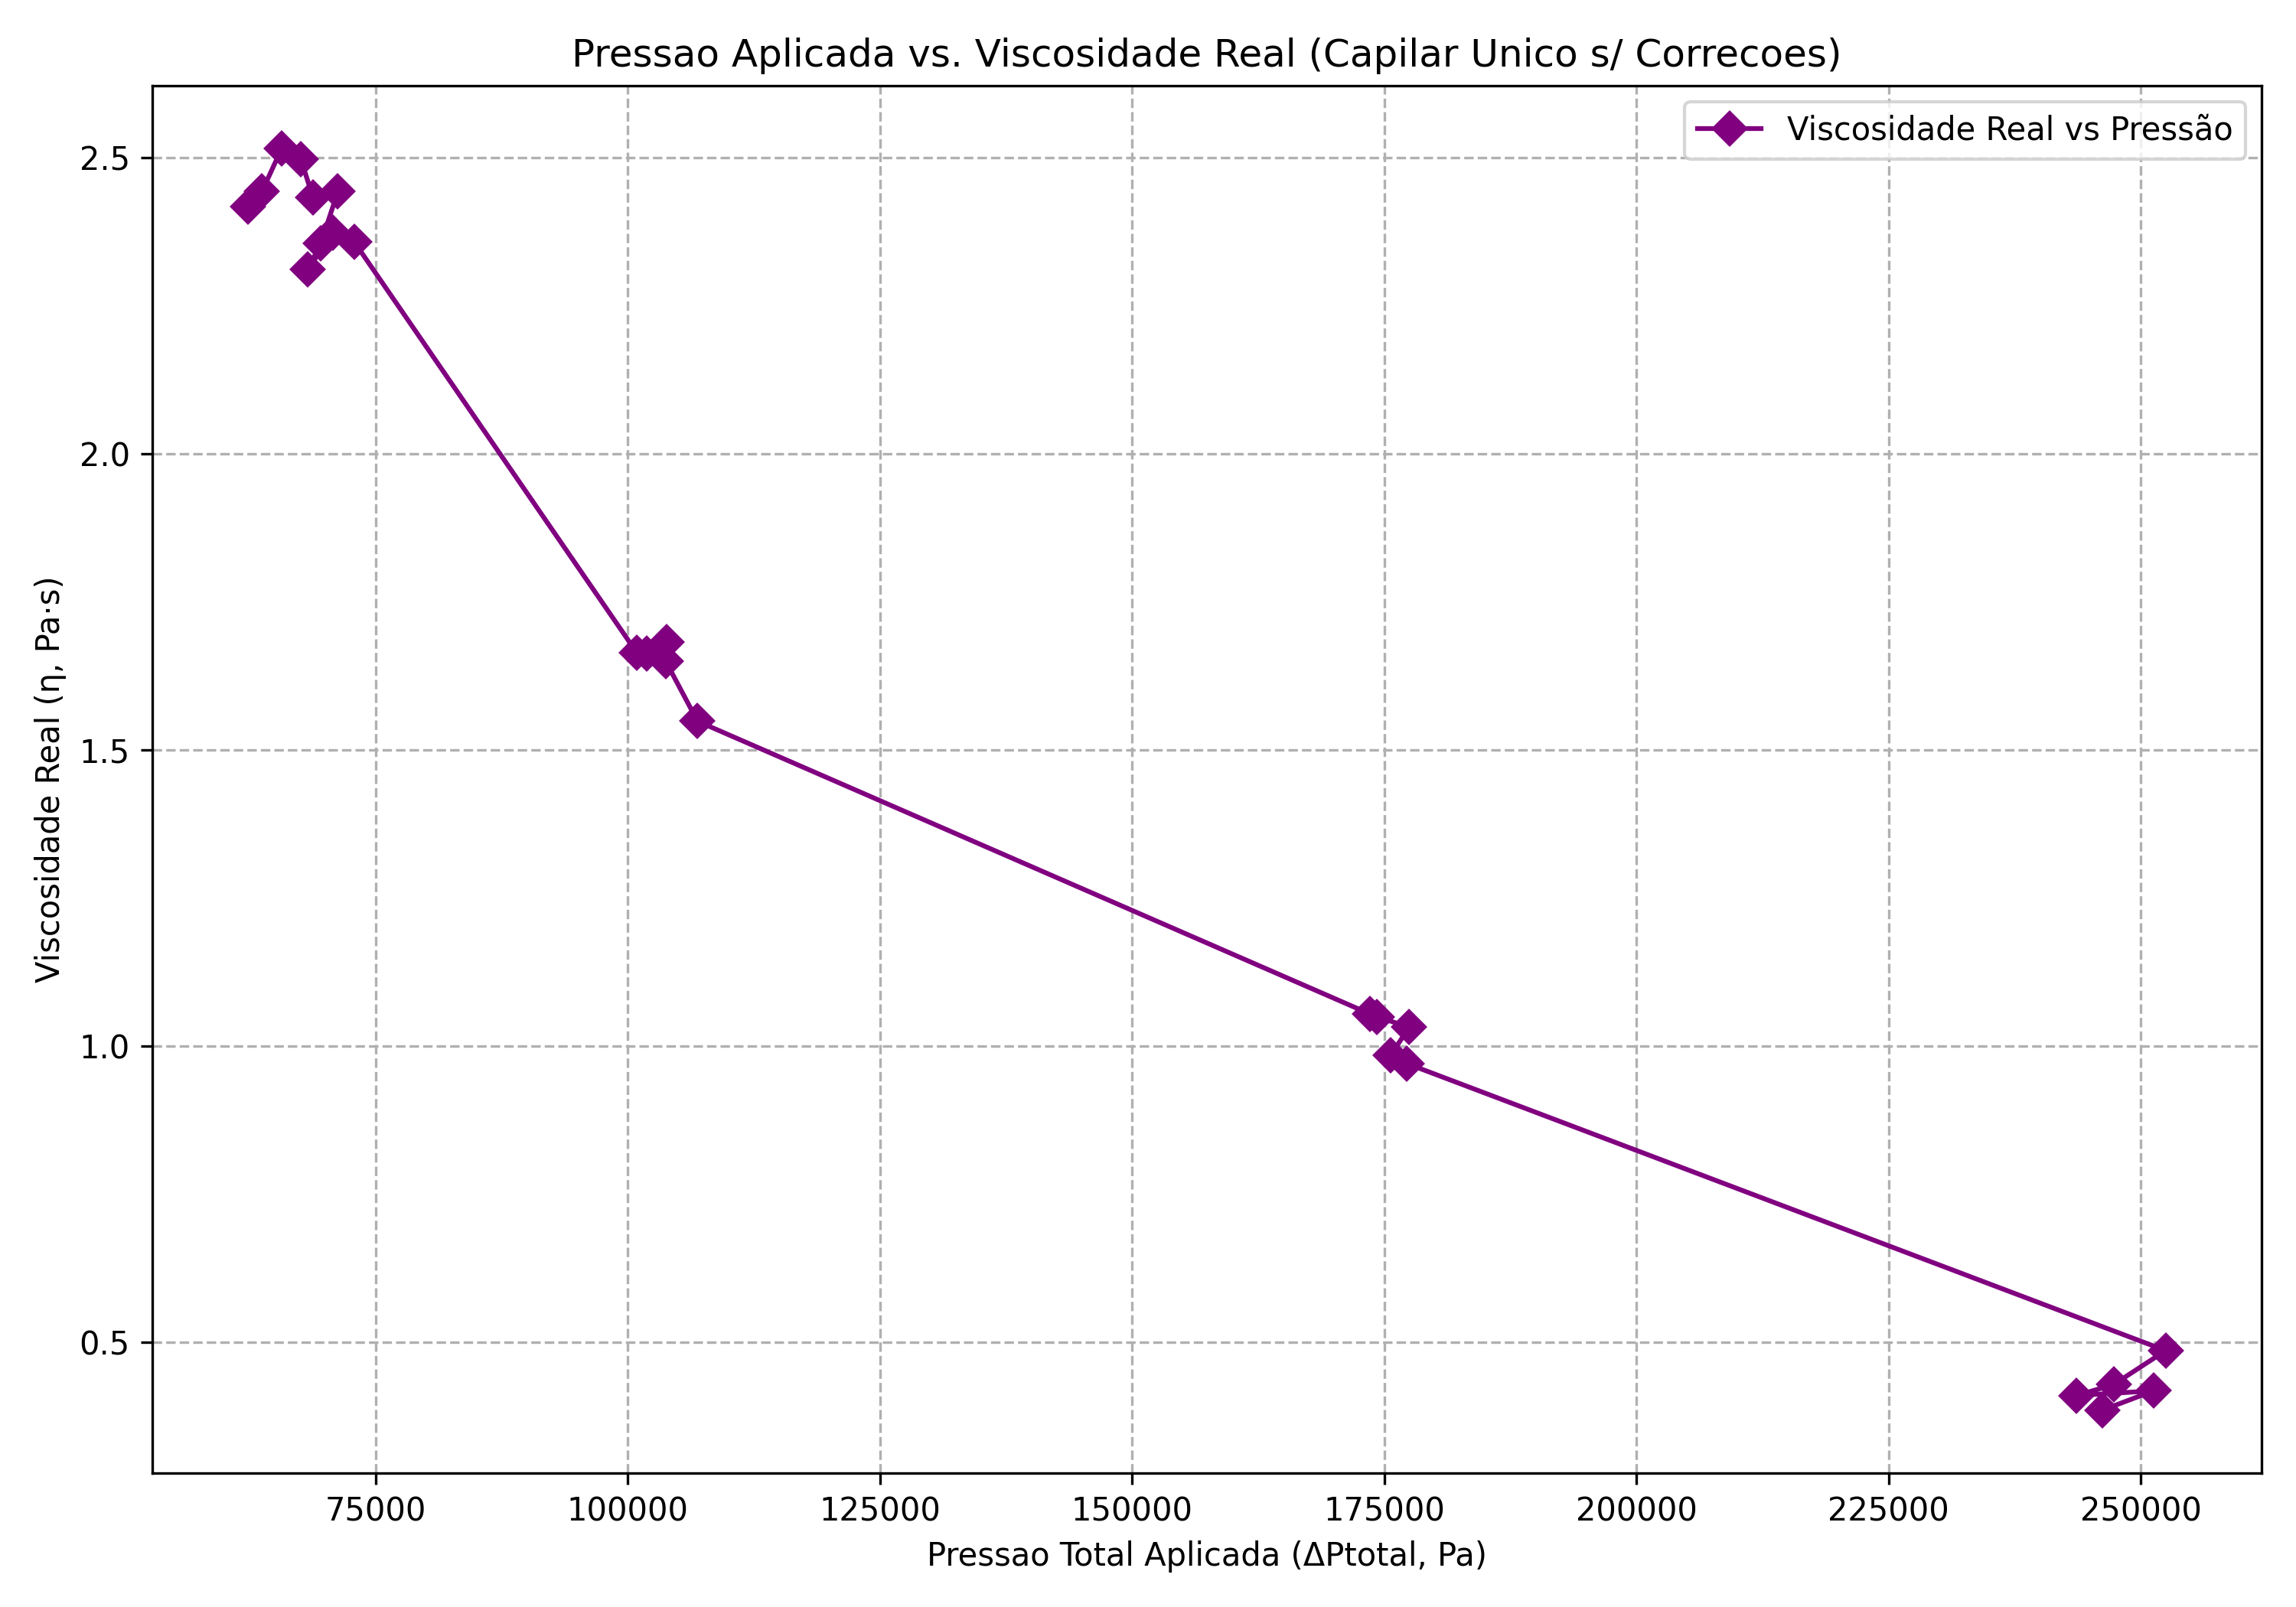 Pressao Aplicada vs. Viscosidade Real (Capilar Unico s/ Correcoes)
Viscosidade Real vs Pressão
Viscosidade Real (η, Pa·s)
2.5
2.0
1.5
1.0
0.5
75000 100000 125000 150000 175000 200000 225000 250000
Pressao Total Aplicada (ΔPtotal, Pa)